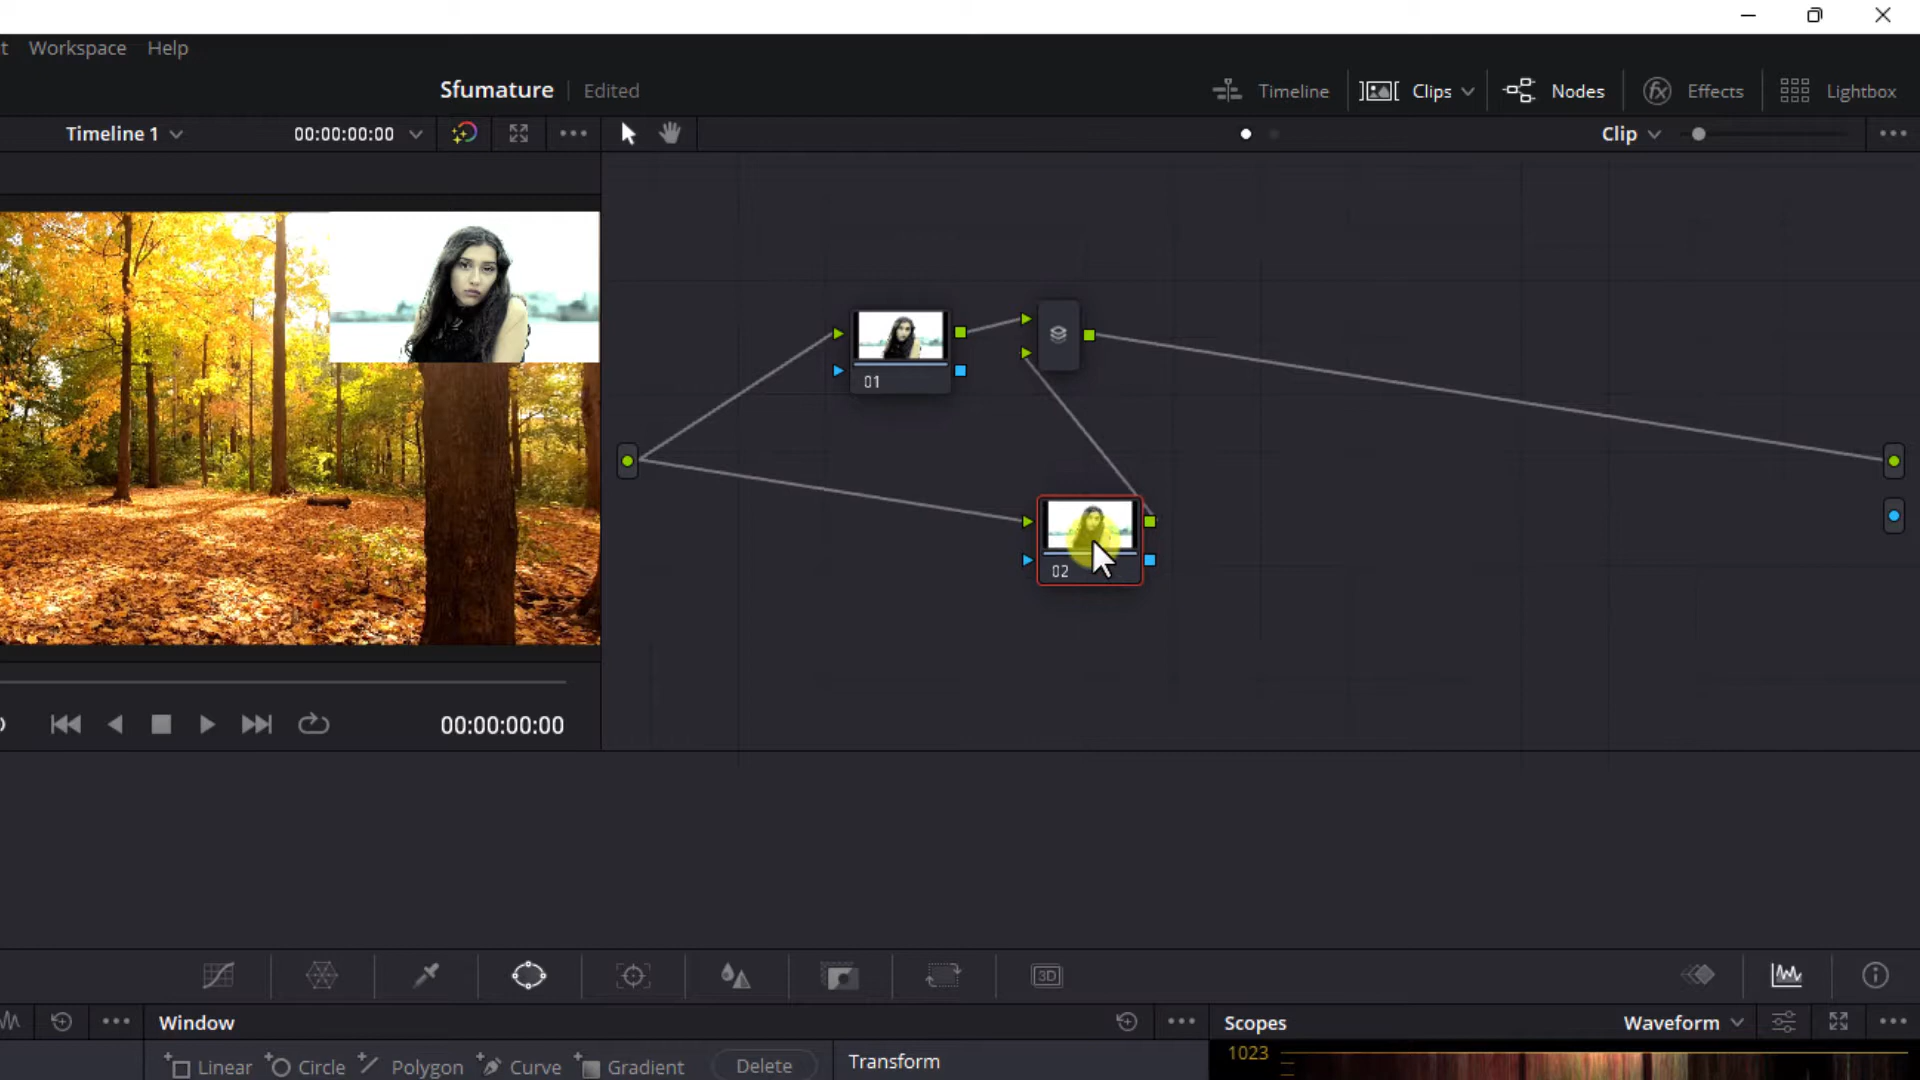 t Workspace Help
Sfumature Edited
Timeline Clips Nodes Effects Lightbox
Timeline 1 00:00:00:00
Clip
01
02
00:00:00:00
3D
Window
Scopes
Waveform
Linear Circle Polygon Curve Gradient Delete
Transform
1023